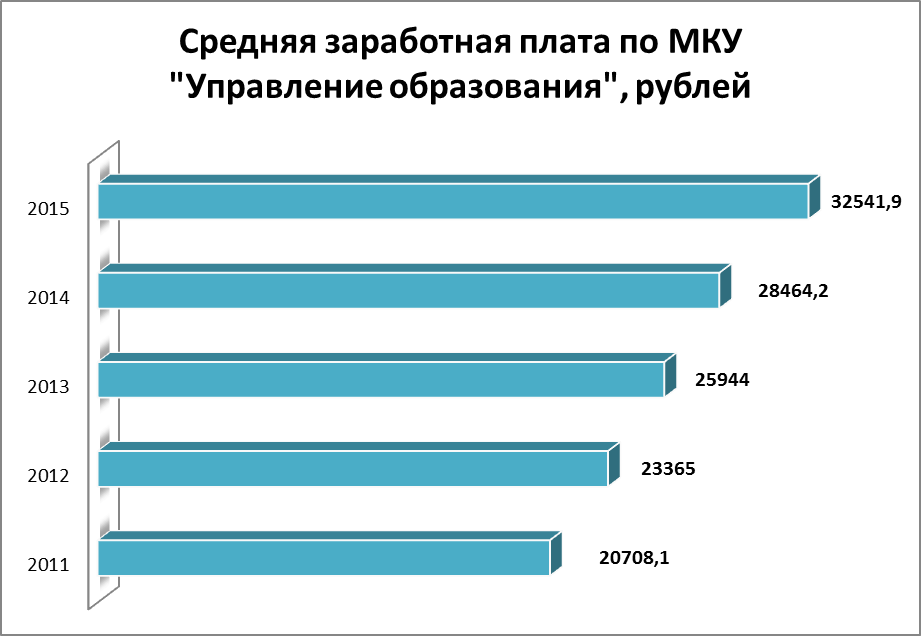 Средняя заработная плата по МКУ
"Управление образования", рублей
2015 32541,9
2014 28464,2
2013 25944
2012 23365
2011 20708,1